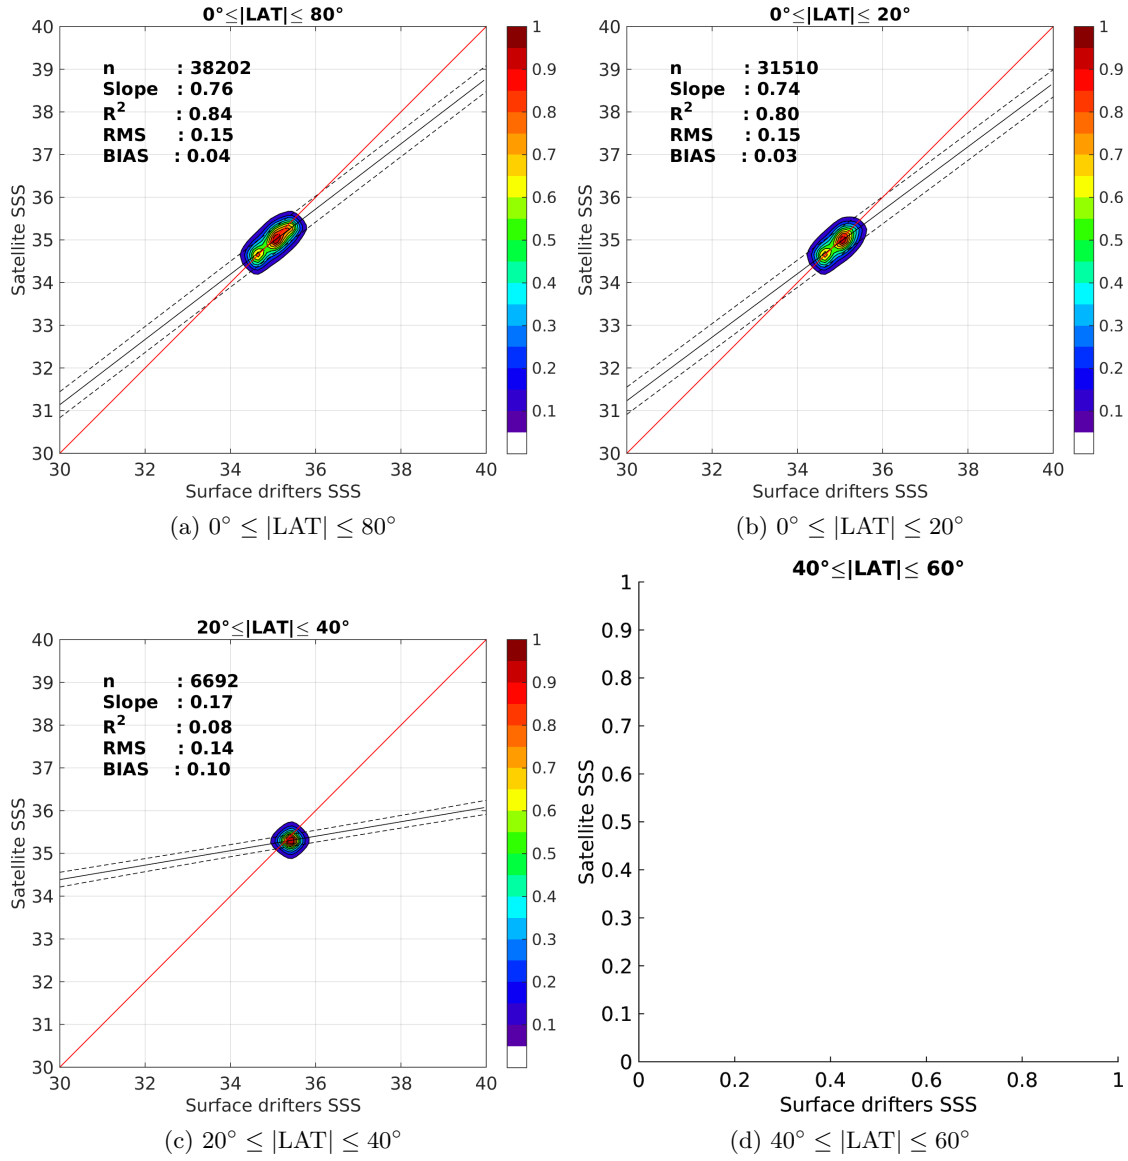 0°≤|LAT|≤ 80°
n : 38202
Slope : 0.76
R² : 0.84
RMS : 0.15
BIAS : 0.04
40
39
38
37
36
35
34
33
32
31
30
30 32 34 36 38 40
Satellite SSS
Surface drifters SSS
1
0.9
0.8
0.7
0.6
0.5
0.4
0.3
0.2
0.1
(a) 0° ≤ |LAT| ≤ 80°
0°≤|LAT|≤ 20°
n : 31510
Slope : 0.74
R² : 0.80
RMS : 0.15
BIAS : 0.03
40
39
38
37
36
35
34
33
32
31
30
30 32 34 36 38 40
Satellite SSS
Surface drifters SSS
1
0.9
0.8
0.7
0.6
0.5
0.4
0.3
0.2
0.1
(b) 0° ≤ |LAT| ≤ 20°
20°≤|LAT|≤ 40°
n : 6692
Slope : 0.17
R² : 0.08
RMS : 0.14
BIAS : 0.10
40
39
38
37
36
35
34
33
32
31
30
30 32 34 36 38 40
Satellite SSS
Surface drifters SSS
1
0.9
0.8
0.7
0.6
0.5
0.4
0.3
0.2
0.1
(c) 20° ≤ |LAT| ≤ 40°
40°≤|LAT|≤ 60°
1
0.9
0.8
0.7
0.6
0.5
0.4
0.3
0.2
0.1
0
0 0.2 0.4 0.6 0.8 1
Satellite SSS
Surface drifters SSS
(d) 40° ≤ |LAT| ≤ 60°